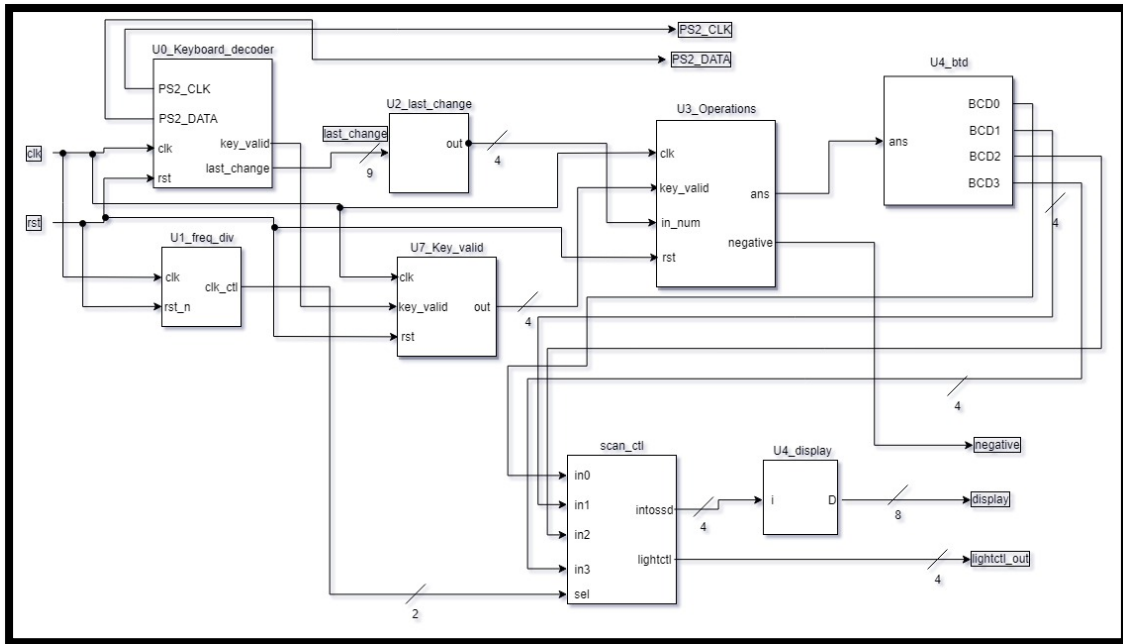 PS2_CLK
PS2_DATA
U0_Keyboard_decoder
PS2_CLK
PS2_DATA
clk
rst
key_valid
last_change
clk
rst
last_change
9
U2_last_change
out
4
U3_Operations
clk
key_valid
in_num
rst
ans
negative
U4_btd
ans
BCD0
BCD1
BCD2
BCD3
4
U1_freq_div
clk
rst_n
clk_ctl
U7_Key_valid
clk
key_valid
rst
out
4
4
negative
scan_ctl
in0
in1
in2
in3
sel
intossd
lightctl
4
U4_display
i
D
8
display
4
lightctl_out
2